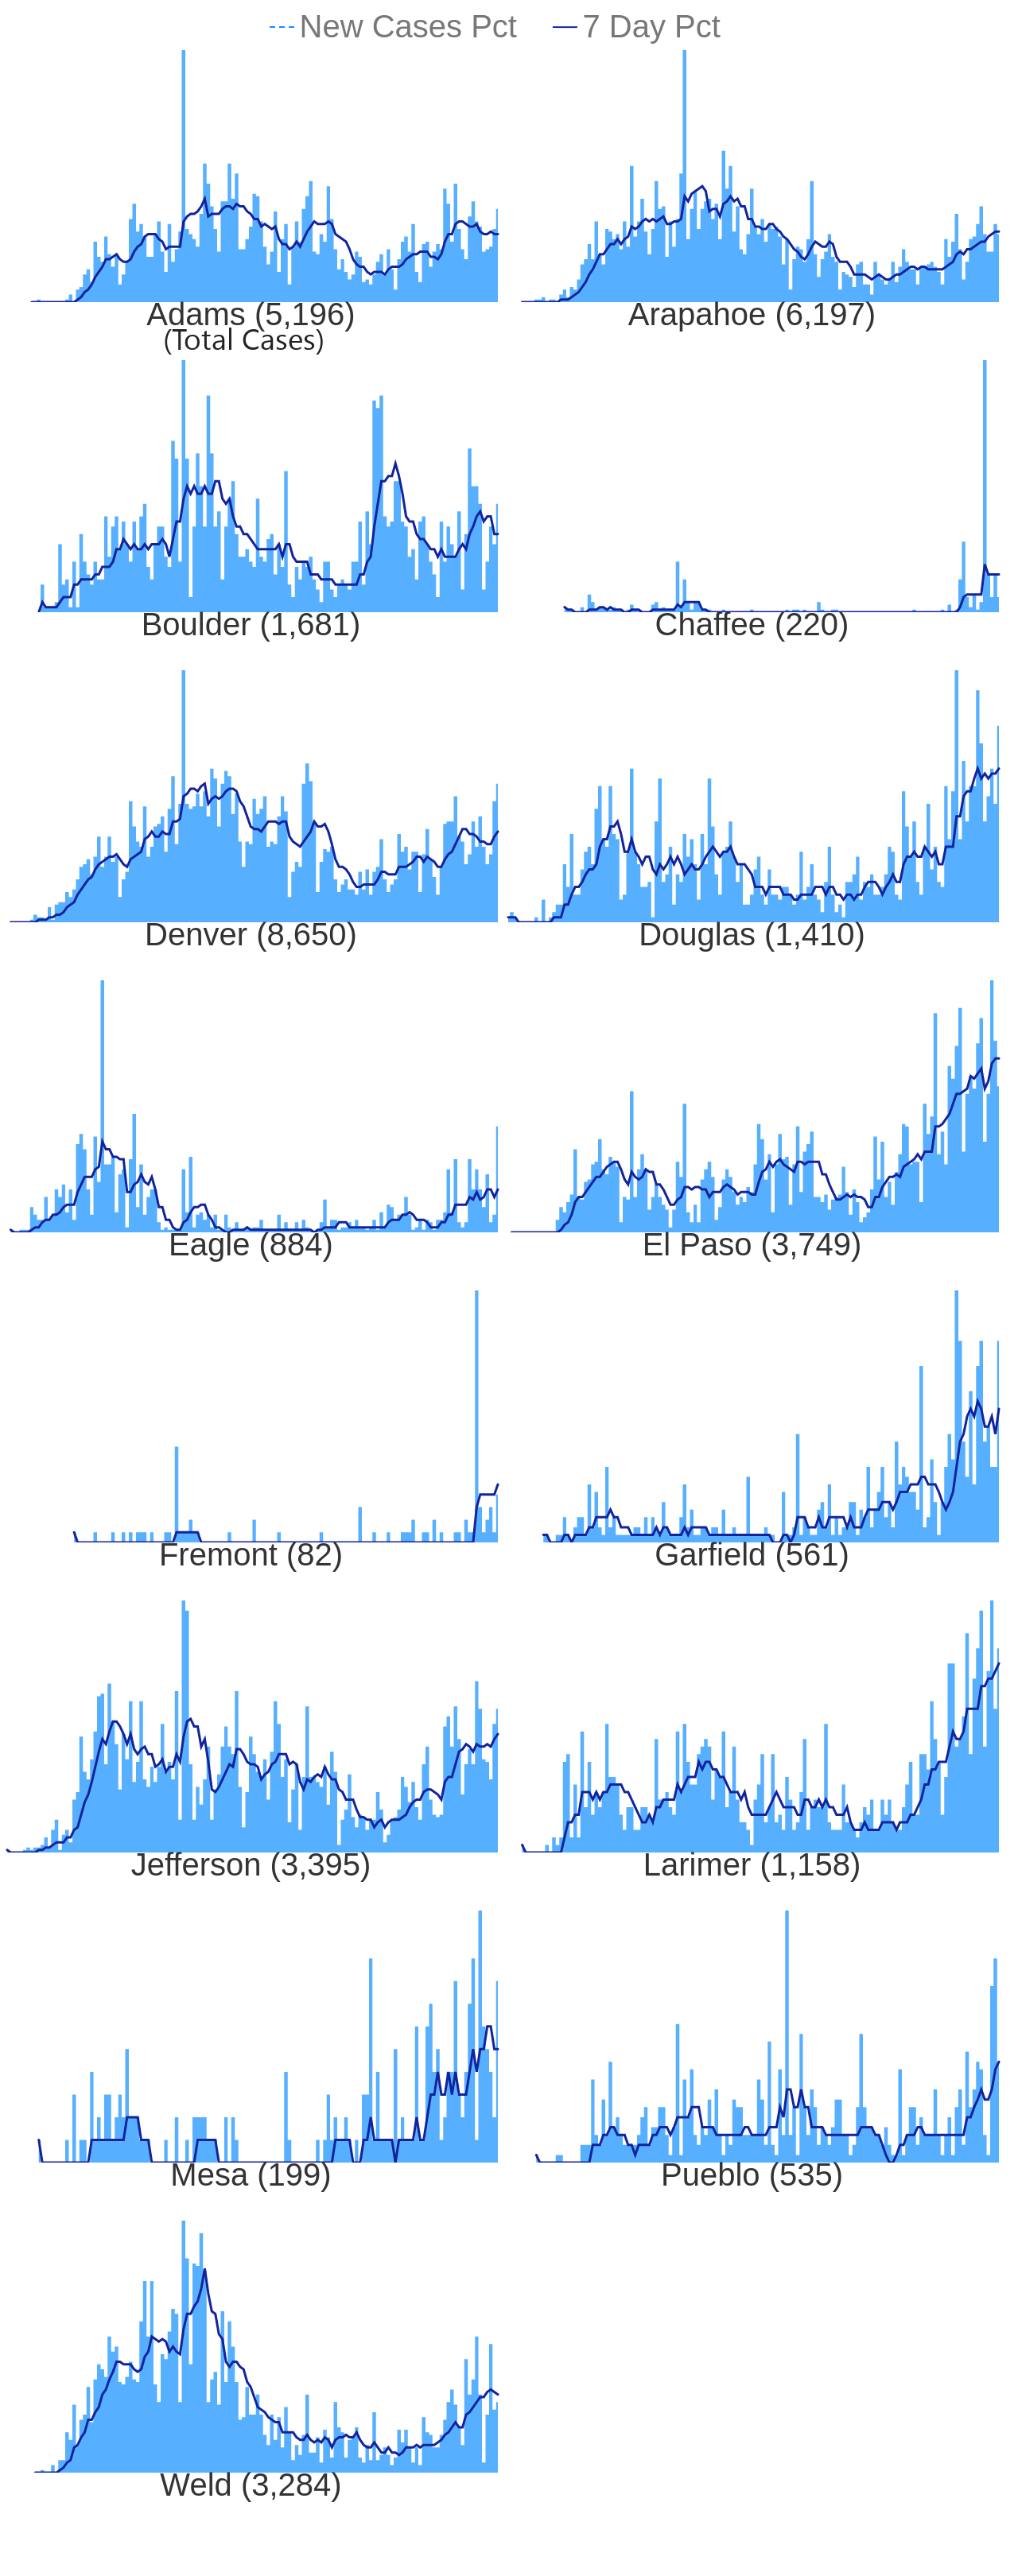 New Cases Pct 7 Day Pct
Adams (5,196) Arapahoe (6,197)
(Total Cases)
Boulder (1,681) Chaffee (220)
Denver (8,650) Douglas (1,410)
Eagle (884) El Paso (3,749)
Fremont (82) Garfield (561)
Jefferson (3,395) Larimer (1,158)
Mesa (199) Pueblo (535)
Weld (3,284)